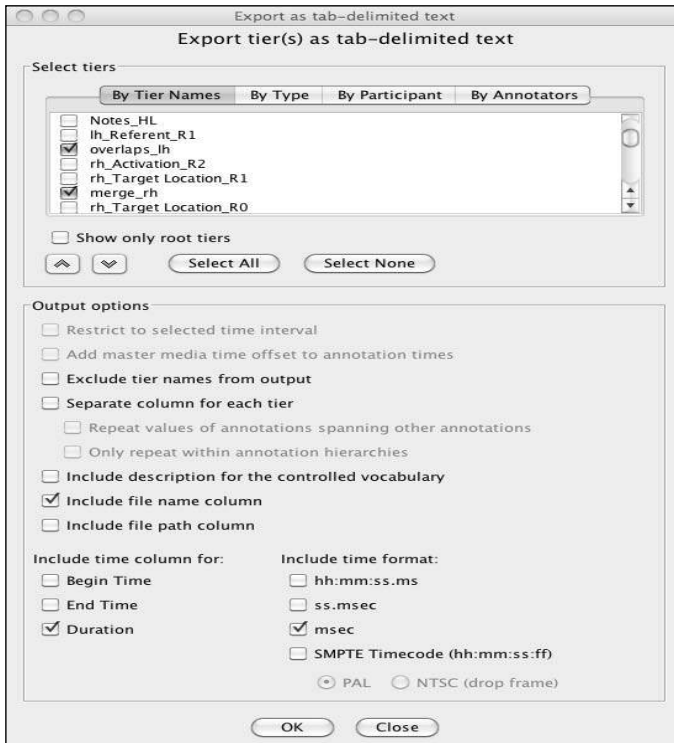 Export as tab-delimited text
Export tier(s) as tab-delimited text
Select tiers
By Tier Names By Type By Participant By Annotators
Notes_HL
lh_Referent_R1
overlaps_lh
rh_Activation_R2
rh_Target Location_R1
merge_rh
rh_Target Location_R0
Show only root tiers
Select All Select None
Output options
Restrict to selected time interval
Add master media time offset to annotation times
Exclude tier names from output
Separate column for each tier
Repeat values of annotations spanning other annotations
Only repeat within annotation hierarchies
Include description for the controlled vocabulary
Include file name column
Include file path column
Include time column for: Include time format:
Begin Time hh:mm:ss.ms
End Time ss.msec
Duration msec
SMPTE Timecode (hh:mm:ss:ff)
PAL NTSC (drop frame)
OK Close